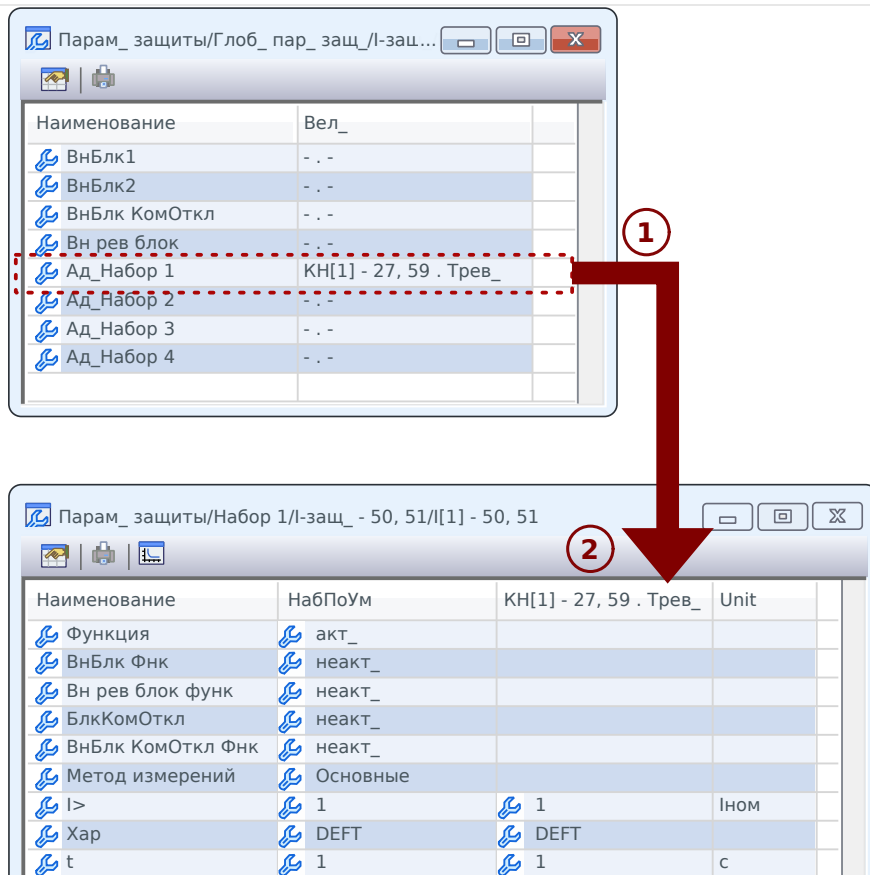 Парам_ защиты/Глоб_ пар_ защ_/I-защ...
Наименование Вел_
ВнБлк1 - . -
ВнБлк2 - . -
ВнБлк КомОткл - . -
Вн рев блок - . -
Ад_Набор 1 КН[1] - 27, 59 . Трев_
Ад_Набор 2 - . -
Ад_Набор 3 - . -
Ад_Набор 4 - . -
1
Парам_ защиты/Набор 1/I-защ_ - 50, 51/I[1] - 50, 51
2
Наименование НабПоУм КН[1] - 27, 59 . Трев_ Unit
Функция акт_
ВнБлк Фнк неакт_
Вн рев блок функ неакт_
БлкКомОткл неакт_
ВнБлк КомОткл Фнк неакт_
Метод измерений Основные
I> 1 1 Iном
Хар DEFT DEFT
t 1 1 с